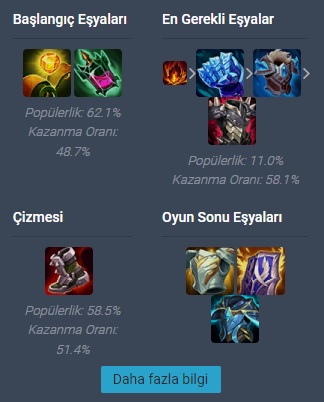 Başlangıç Eşyaları
Popülerlik: 62.1%
Kazanma Oranı:
48.7%
En Gerekli Eşyalar
Popülerlik: 11.0%
Kazanma Oranı: 58.1%
Çizmesi
Popülerlik: 58.5%
Kazanma Oranı:
51.4%
Oyun Sonu Eşyaları
Daha fazla bilgi